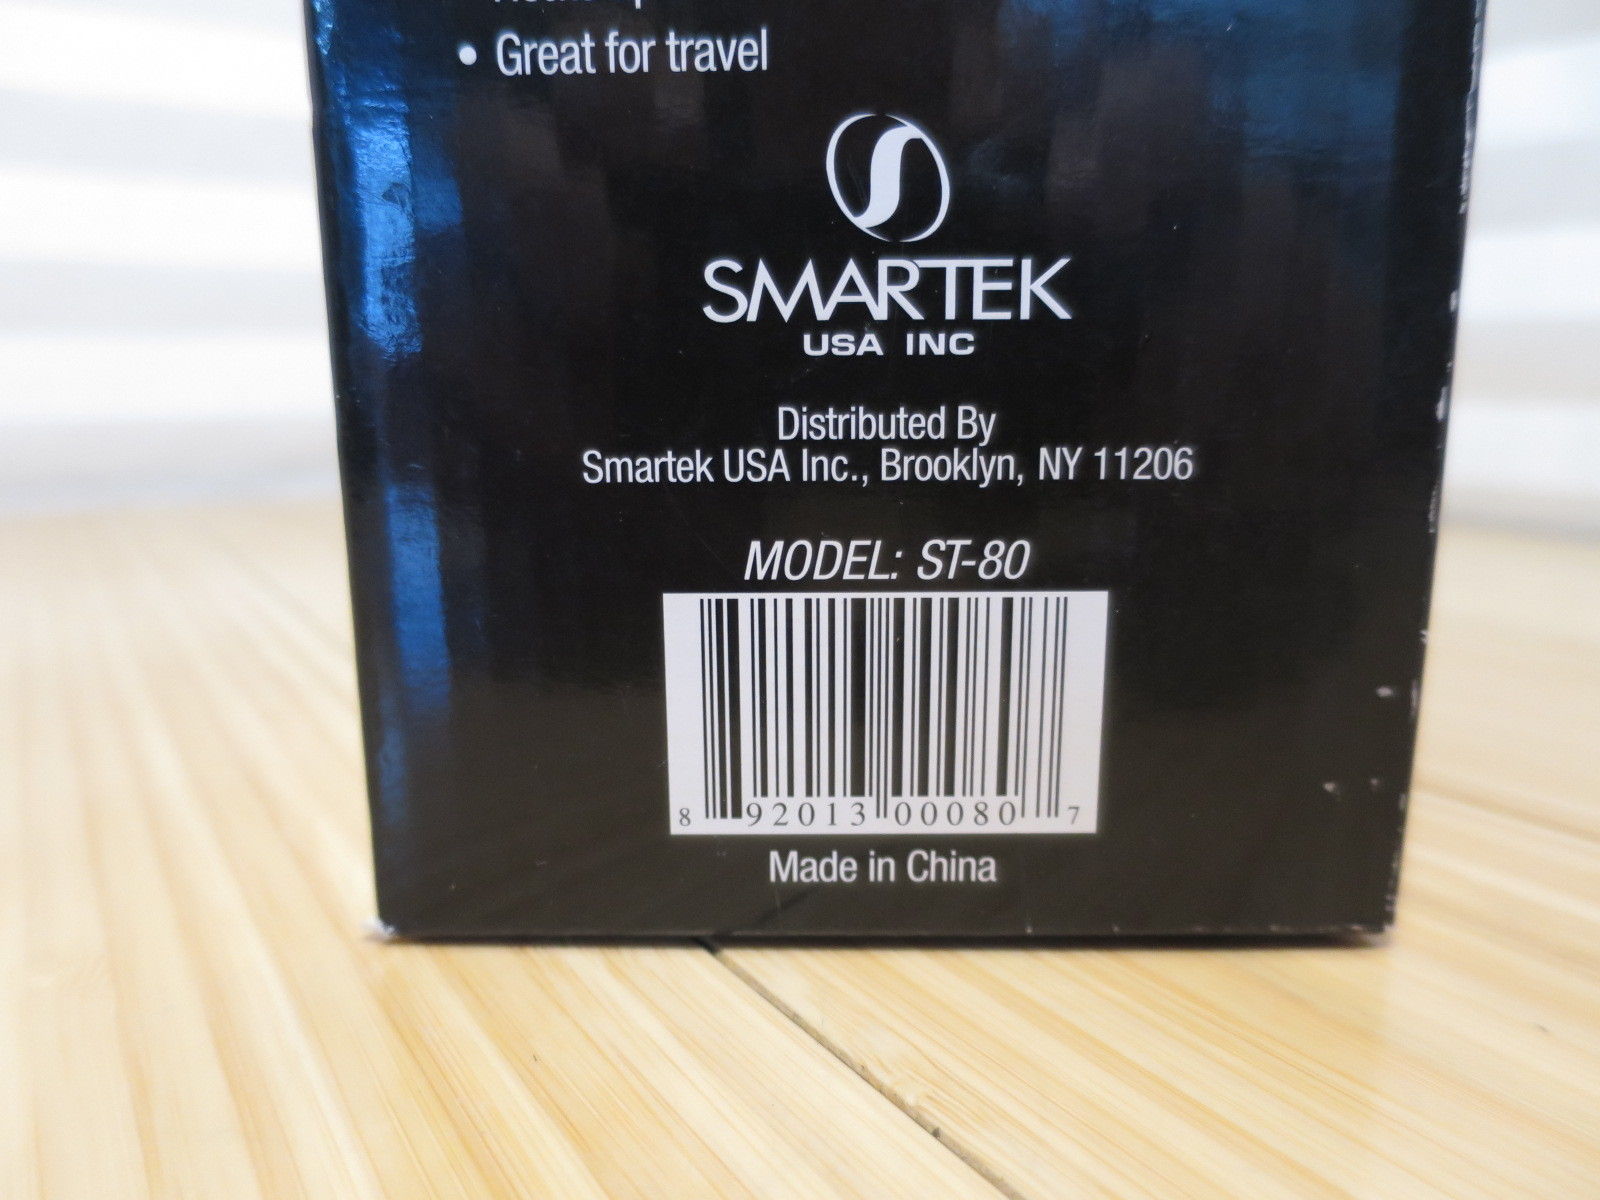 • Great for travel
SMARTEK
USA INC
Distributed By
Smartek USA Inc., Brooklyn, NY 11206
MODEL: ST-80
8 92013 00080 7
Made in China